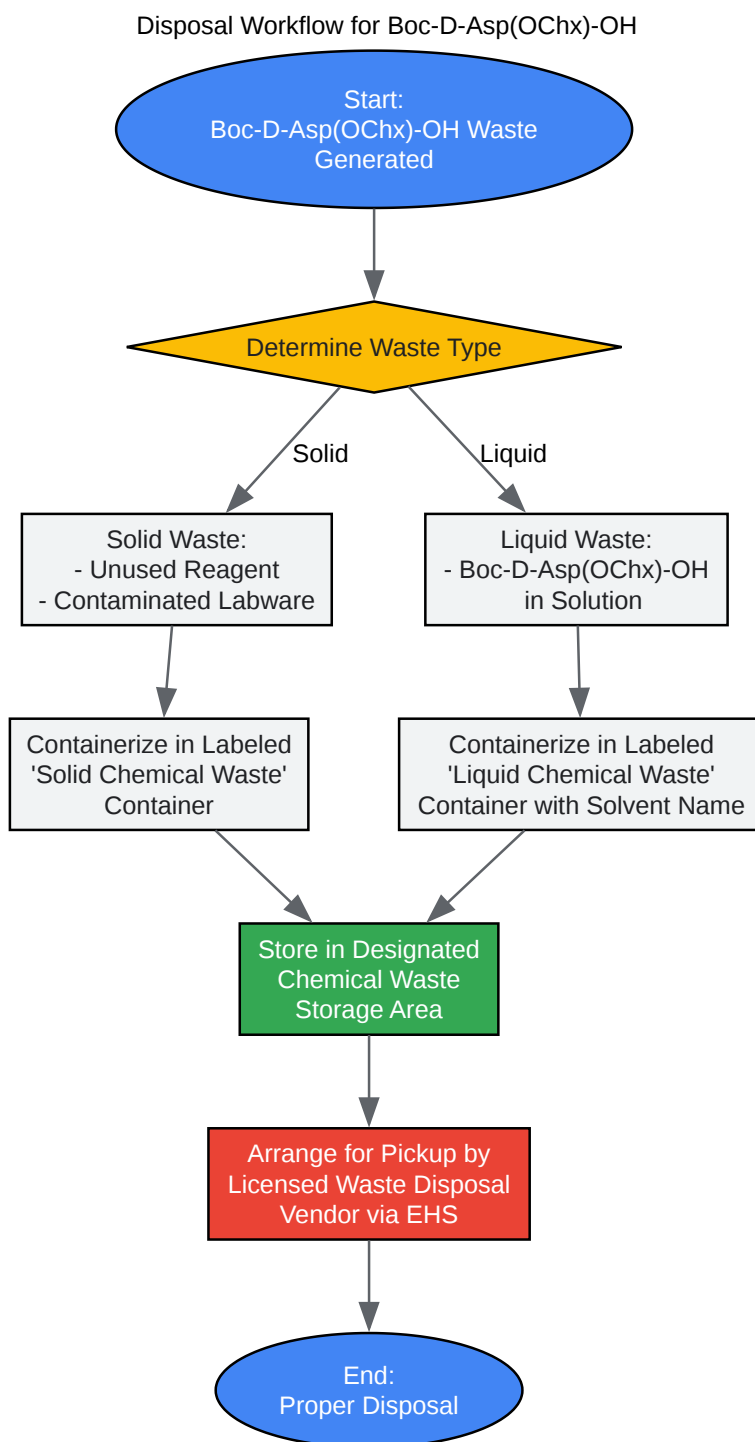 Disposal Workflow for Boc-D-Asp(OChx)-OH
Start:
Boc-D-Asp(OChx)-OH Waste
Generated
Determine Waste Type
Solid
Liquid
Solid Waste:
- Unused Reagent
- Contaminated Labware
Liquid Waste:
- Boc-D-Asp(OChx)-OH
in Solution
Containerize in Labeled
'Solid Chemical Waste'
Container
Containerize in Labeled
'Liquid Chemical Waste'
Container with Solvent Name
Store in Designated
Chemical Waste
Storage Area
Arrange for Pickup by
Licensed Waste Disposal
Vendor via EHS
End:
Proper Disposal